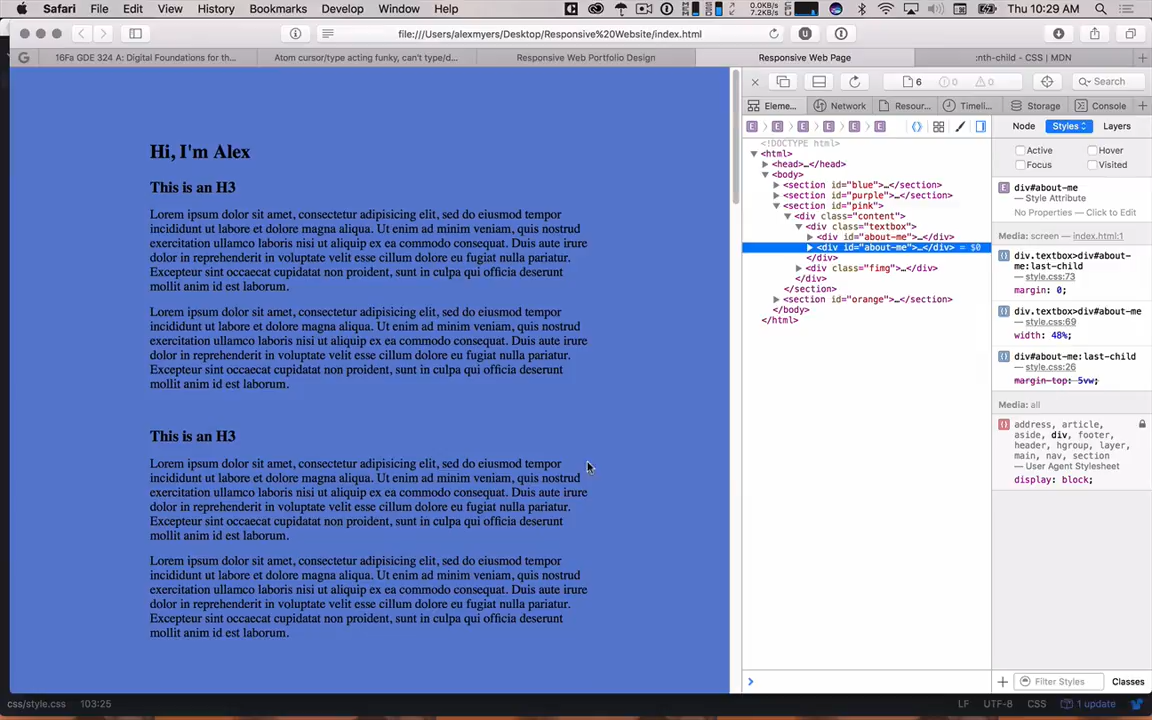 Safari File Edit View History Bookmarks Develop Window Help 0.0KB/s 7.2KB/s Thu 10:29 AM
file:///Users/alexmyers/Desktop/Responsive%20Website/index.html
16Fa GDE 324 A: Digital Foundations for th... Atom cursor/type acting funky, can't type/d... Responsive Web Portfolio Design Responsive Web Page :nth-child - CSS | MDN
6 0 0 Search
Eleme... Network Resour... Timeli... Storage Console
E E E E E E Node Styles Layers
Hi, I'm Alex
This is an H3
Lorem ipsum dolor sit amet, consectetur adipisicing elit, sed do eiusmod tempor
incididunt ut labore et dolore magna aliqua. Ut enim ad minim veniam, quis nostrud
exercitation ullamco laboris nisi ut aliquip ex ea commodo consequat. Duis aute irure
dolor in reprehenderit in voluptate velit esse cillum dolore eu fugiat nulla pariatur.
Excepteur sint occaecat cupidatat non proident, sunt in culpa qui officia deserunt
mollit anim id est laborum.
Lorem ipsum dolor sit amet, consectetur adipisicing elit, sed do eiusmod tempor
incididunt ut labore et dolore magna aliqua. Ut enim ad minim veniam, quis nostrud
exercitation ullamco laboris nisi ut aliquip ex ea commodo consequat. Duis aute irure
dolor in reprehenderit in voluptate velit esse cillum dolore eu fugiat nulla pariatur.
Excepteur sint occaecat cupidatat non proident, sunt in culpa qui officia deserunt
mollit anim id est laborum.
This is an H3
Lorem ipsum dolor sit amet, consectetur adipisicing elit, sed do eiusmod tempor
incididunt ut labore et dolore magna aliqua. Ut enim ad minim veniam, quis nostrud
exercitation ullamco laboris nisi ut aliquip ex ea commodo consequat. Duis aute irure
dolor in reprehenderit in voluptate velit esse cillum dolore eu fugiat nulla pariatur.
Excepteur sint occaecat cupidatat non proident, sunt in culpa qui officia deserunt
mollit anim id est laborum.
Lorem ipsum dolor sit amet, consectetur adipisicing elit, sed do eiusmod tempor
incididunt ut labore et dolore magna aliqua. Ut enim ad minim veniam, quis nostrud
exercitation ullamco laboris nisi ut aliquip ex ea commodo consequat. Duis aute irure
dolor in reprehenderit in voluptate velit esse cillum dolore eu fugiat nulla pariatur.
Excepteur sint occaecat cupidatat non proident, sunt in culpa qui officia deserunt
mollit anim id est laborum.
<!DOCTYPE html>
<html>
<head>…</head>
<body>
<section id="blue">…</section>
<section id="purple">…</section>
<section id="pink">
<div class="content">
<div class="textbox">
<div id="about-me">…</div>
<div id="about-me">…</div> = $0
</div>
<div class="fimg">…</div>
</div>
</section>
<section id="orange">…</section>
</body>
</html>
Active Hover
Focus Visited
E div#about-me
— Style Attribute
No Properties — Click to Edit
Media: screen — index.html:1
div.textbox>div#about-
me:last-child
— style.css:73
margin: 0;
div.textbox>div#about-me
— style.css:69
width: 48%;
div#about-me:last-child
— style.css:26
margin-top: 5vw;
Media: all
address, article,
aside, div, footer,
header, hgroup, layer,
main, nav, section
— User Agent Stylesheet
display: block;
Filter Styles Classes
css/style.css 103:25 LF UTF-8 CSS 1 update